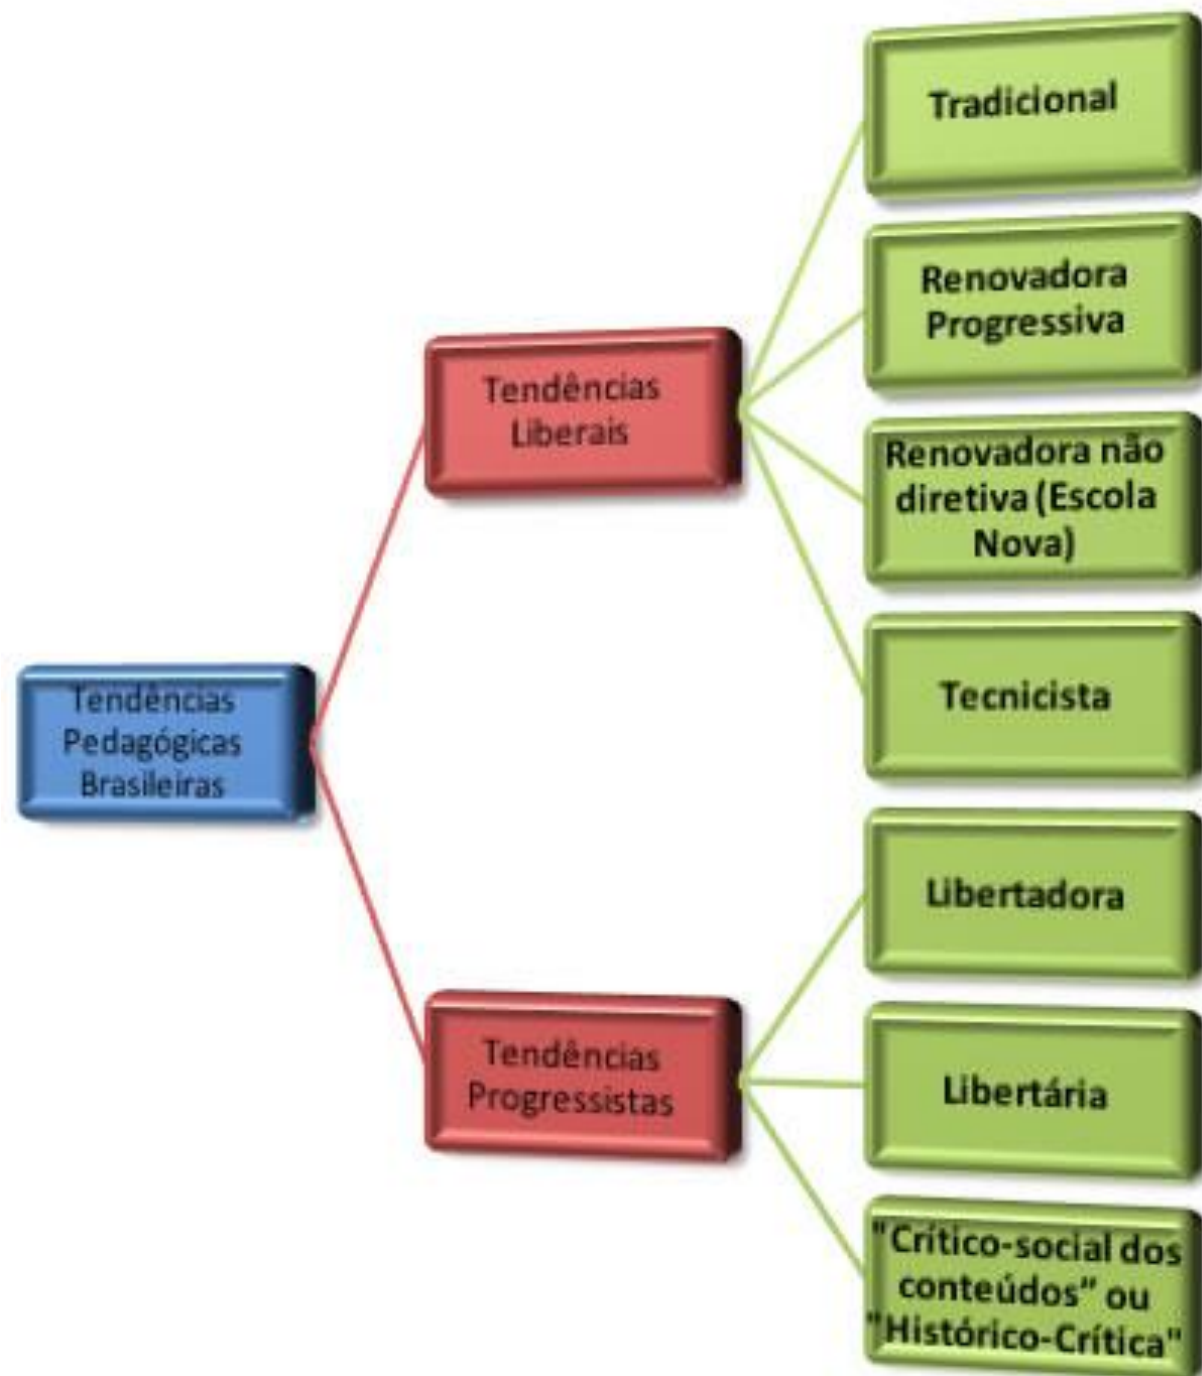 Tradicional
Renovadora
Progressiva
Tendências
Liberais
Renovadora não
diretiva (Escola
Nova)
Tecnicista
Tendências
Pedagógicas
Brasileiras
Libertadora
Tendências
Progressistas
Libertária
"Crítico-social dos
conteúdos” ou
"Histórico-Crítica"